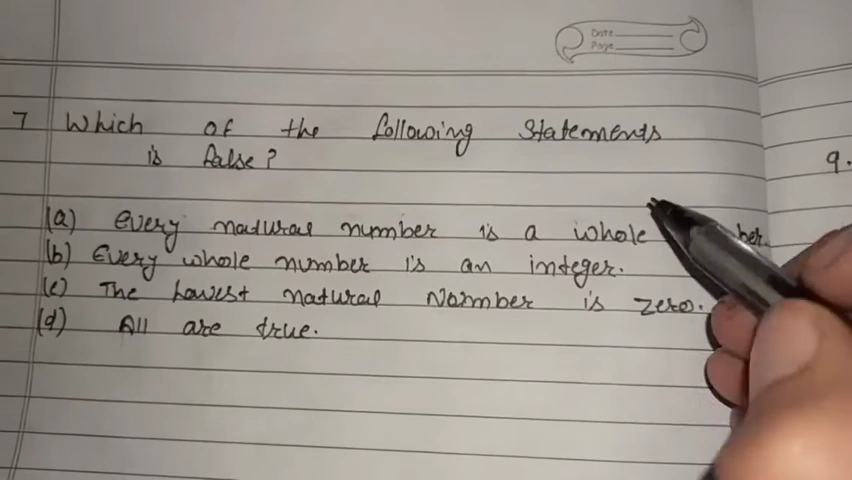 Date
Page
7 Which of the following Statements
is false?
9.
(a) Every natural number is a whole ber.
(b) Every whole number is an integer.
(c) The lowest natural Number is zero.
(d) All are true.